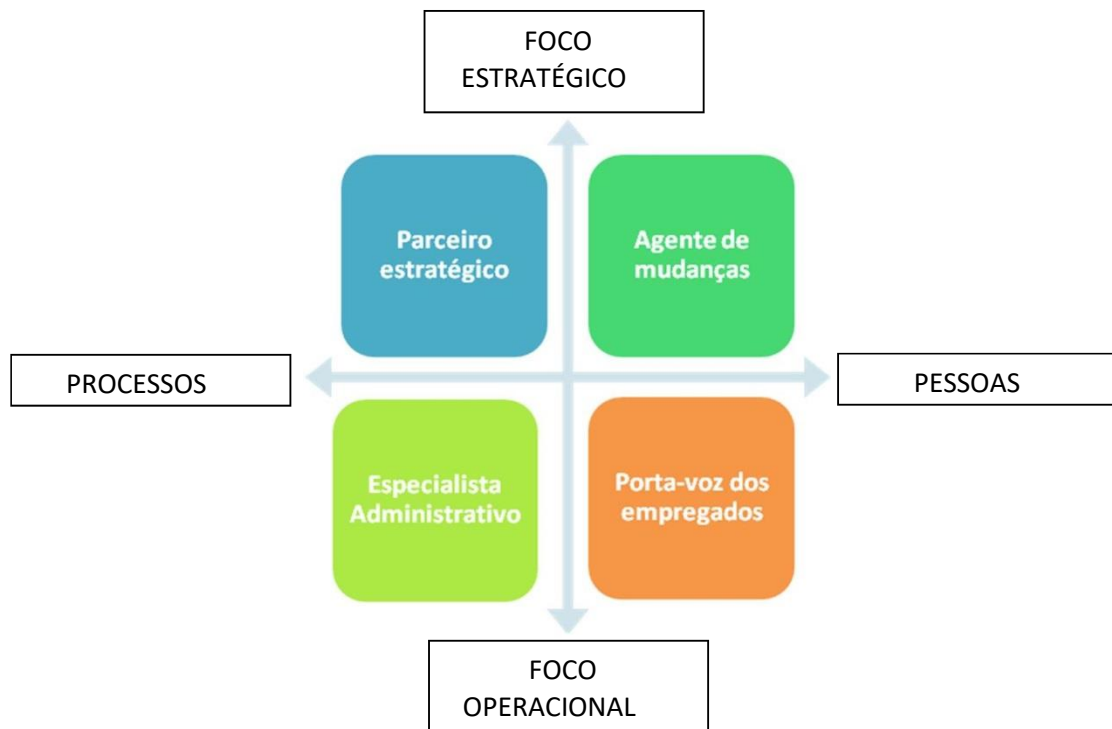 FOCO
ESTRATÉGICO
Parceiro
estratégico
Agente de
mudanças
PROCESSOS
PESSOAS
Especialista
Administrativo
Porta-voz dos
empregados
FOCO
OPERACIONAL